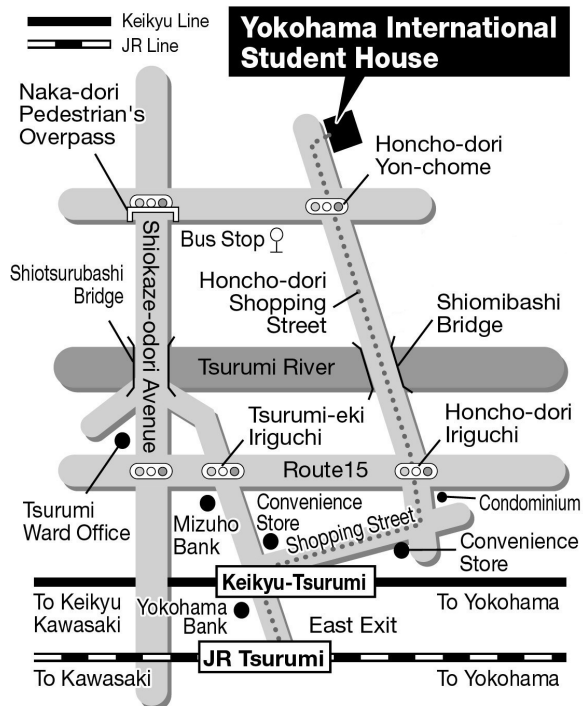 Keikyu Line
JR Line
Yokohama International
Student House
Naka-dori
Pedestrian's
Overpass
Honcho-dori
Yon-chome
Bus Stop
Shiotsurubashi
Bridge
Shiokaze-odori Avenue
Honcho-dori
Shopping
Street
Shiomibashi
Bridge
Tsurumi River
Tsurumi-eki
Iriguchi
Honcho-dori
Iriguchi
Route15
Tsurumi
Ward Office
Mizuho
Bank
Convenience
Store
Shopping Street
Condominium
Convenience
Store
Keikyu-Tsurumi
To Keikyu
Kawasaki
Yokohama
Bank
East Exit
To Yokohama
JR Tsurumi
To Kawasaki
To Yokohama